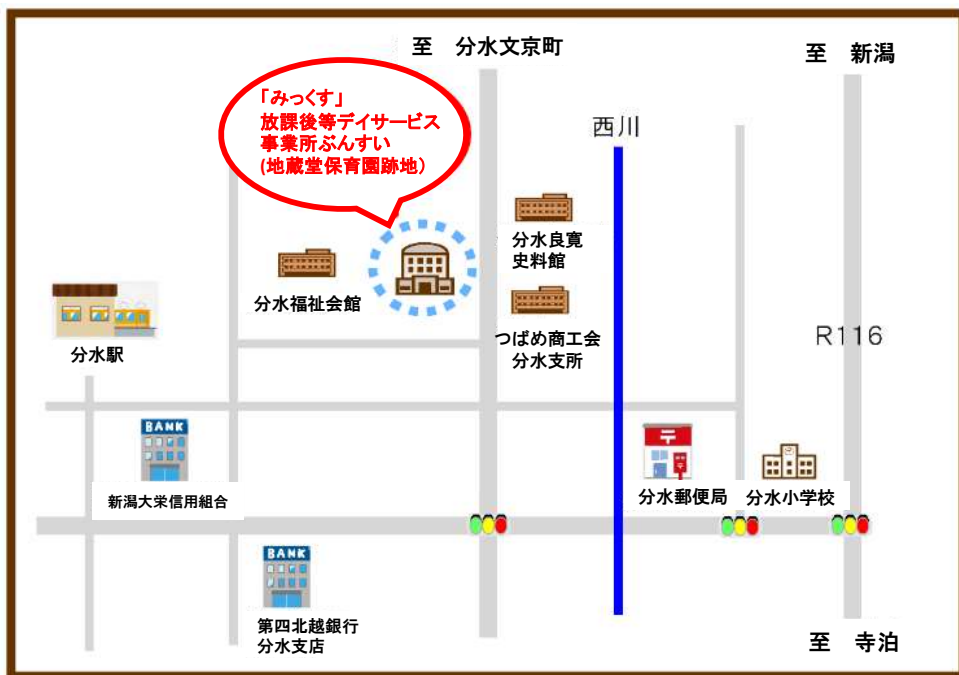 至　分水文京町
至　新潟
「みっくす」
放課後等デイサービス
事業所ぶんすい
(地蔵堂保育園跡地)
西川
分水良寛
史料館
分水福祉会館
つばめ商工会
分水支所
分水駅
R116
BANK
新潟大栄信用組合
〒
分水郵便局
分水小学校
BANK
第四北越銀行
分水支店
至　寺泊